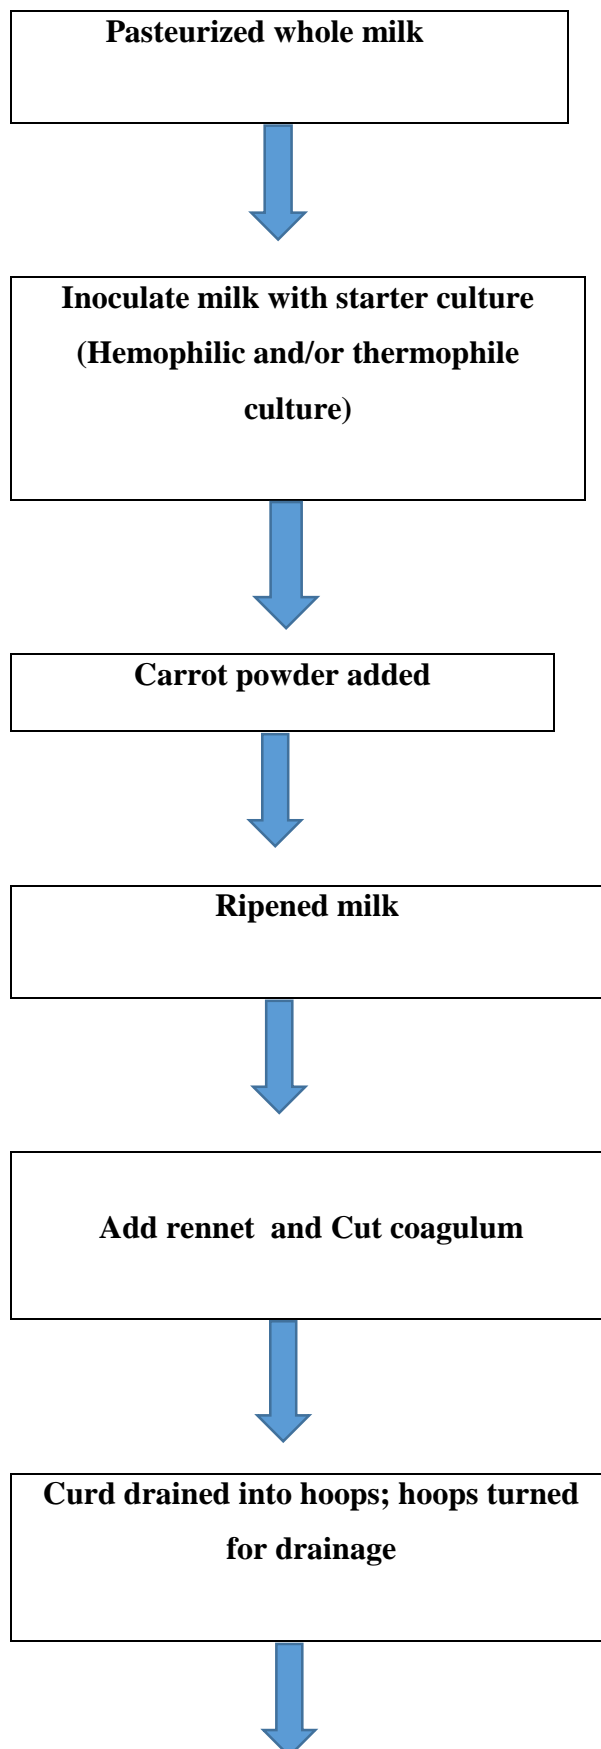 Pasteurized whole milk
Inoculate milk with starter culture
(Hemophilic and/or thermophile
culture)
Carrot powder added
Ripened milk
Add rennet  and Cut coagulum
Curd drained into hoops; hoops turned
for drainage